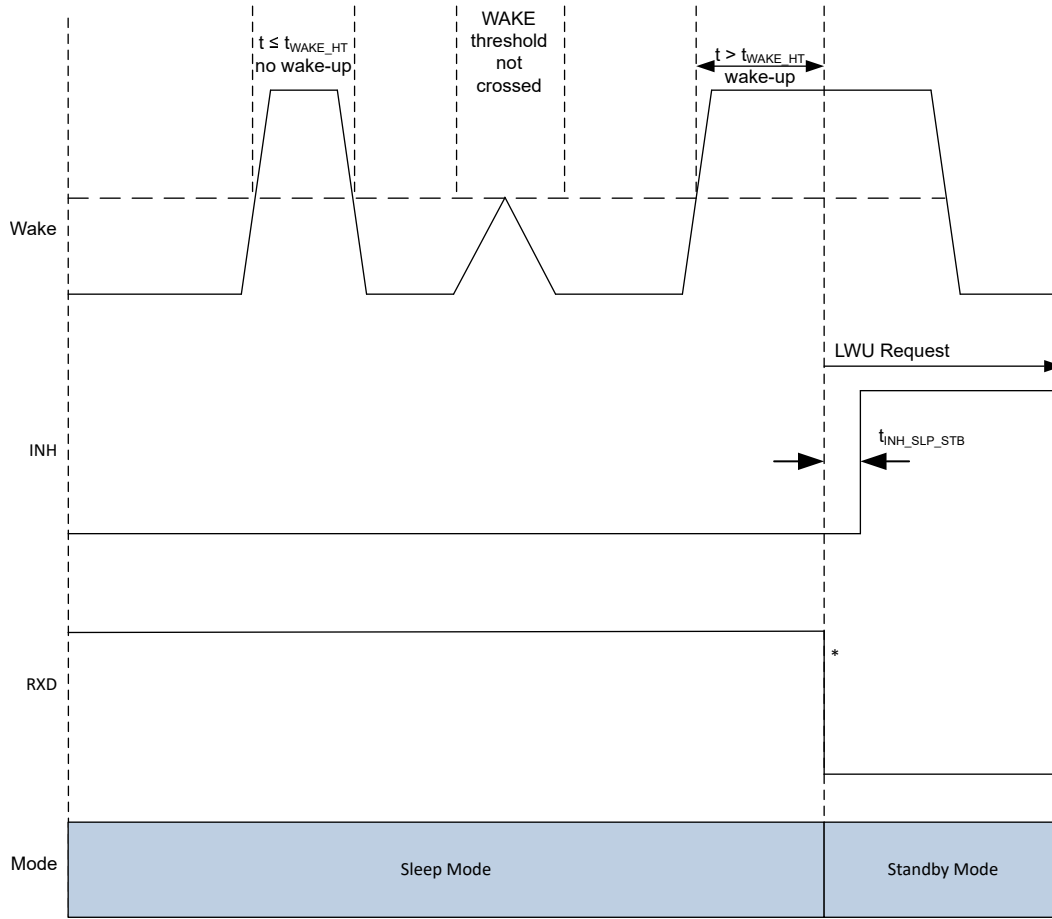 t ≤ tWAKE_HT
no wake-up
WAKE
threshold
not
crossed
t > tWAKE_HT
wake-up
Wake
LWU Request
INH
tINH_SLP_STB
*
RXD
Mode
Sleep Mode
Standby Mode